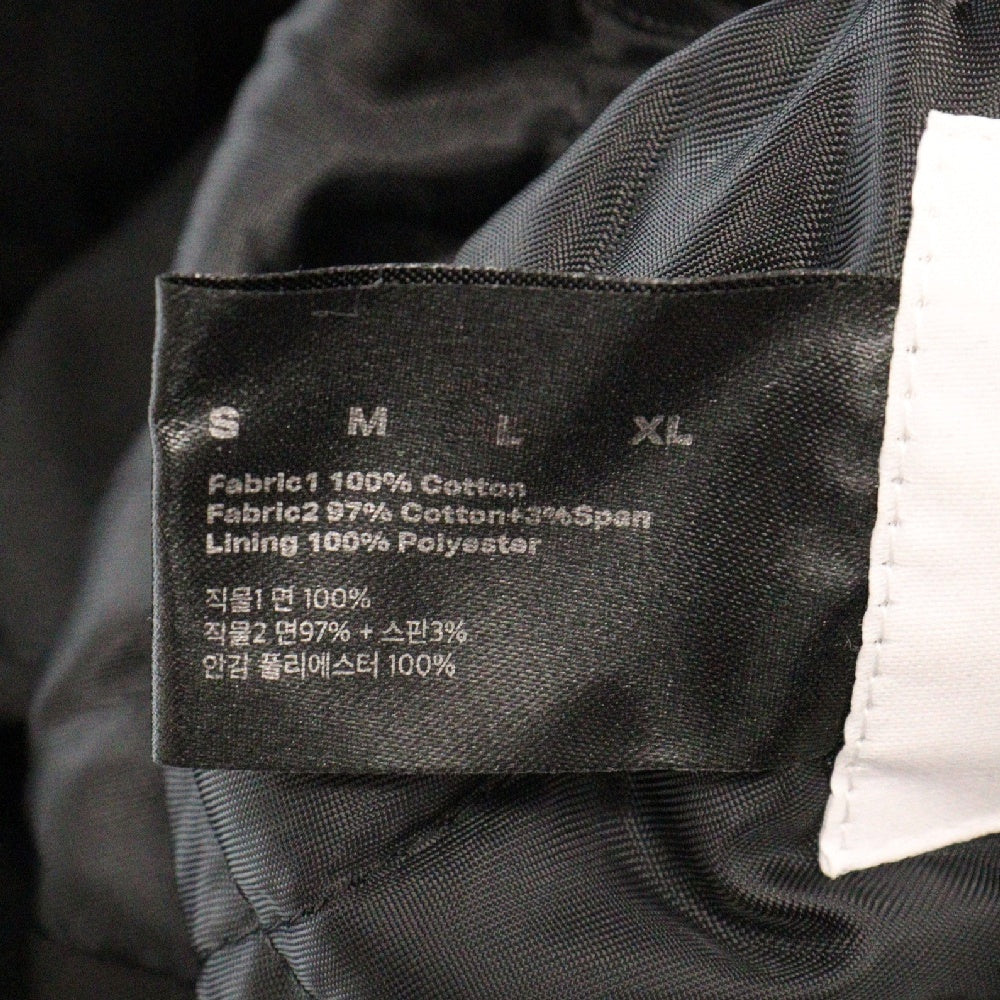 S M L XL
Fabric1 100% Cotton
Fabric2 97% Cotton+3%Span
Lining 100% Polyester
직물1 면 100%
직물2 면97% + 스판3%
안감 폴리에스터 100%